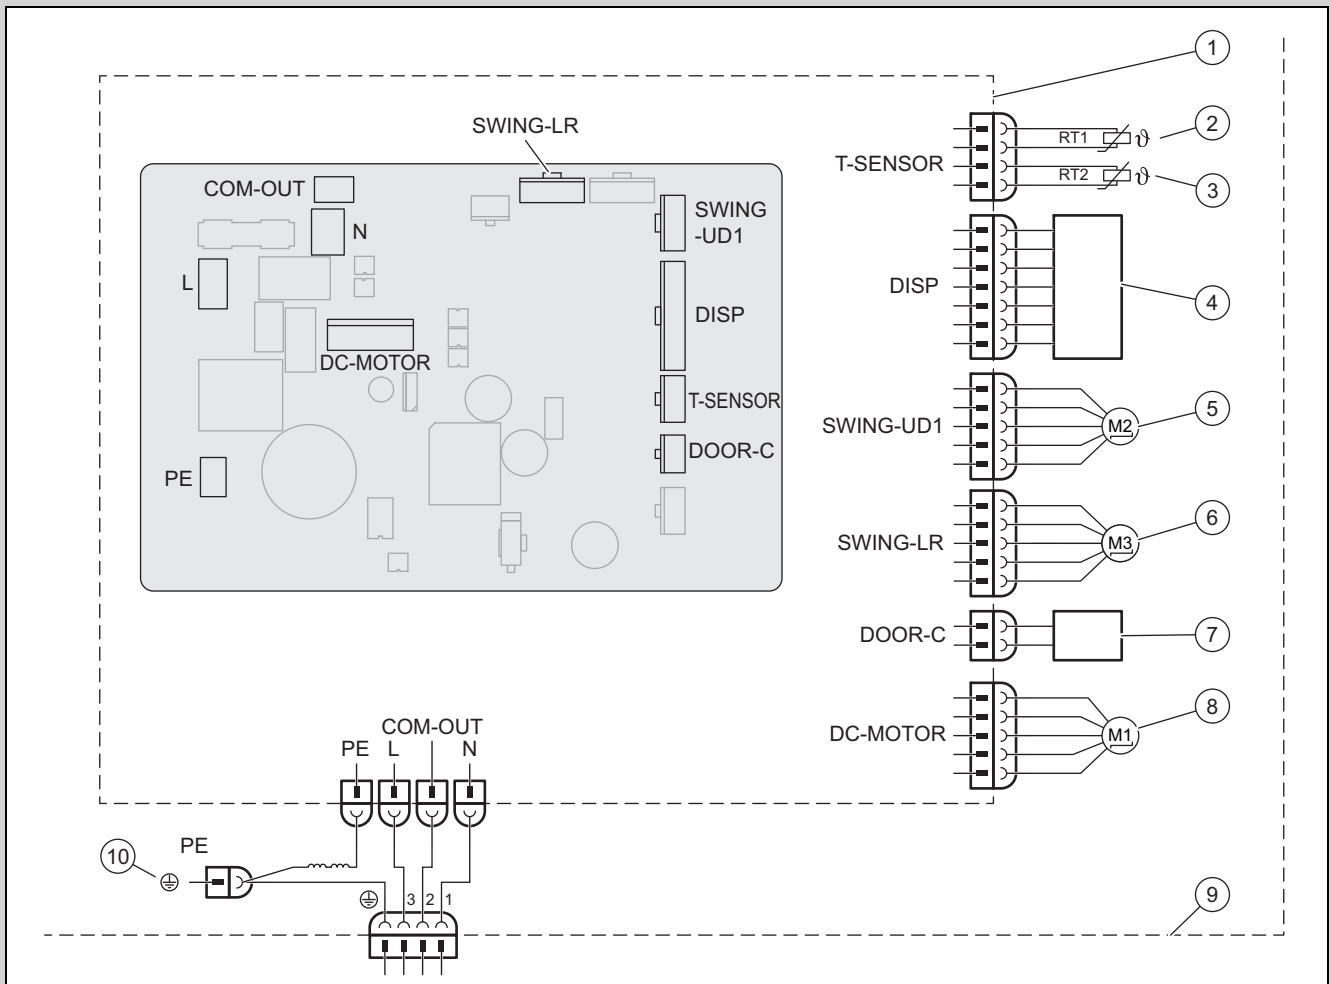 1
SWING-LR
RT1 ϑ 2
T-SENSOR
RT2 ϑ 3
COM-OUT
N
SWING
-UD1
L
DISP
DISP
4
DC-MOTOR
T-SENSOR
SWING-UD1 M2 5
DOOR-C
PE
SWING-LR M3 6
DOOR-C 7
DC-MOTOR M1 8
COM-OUT
PE L N
PE
10
3 2 1
9